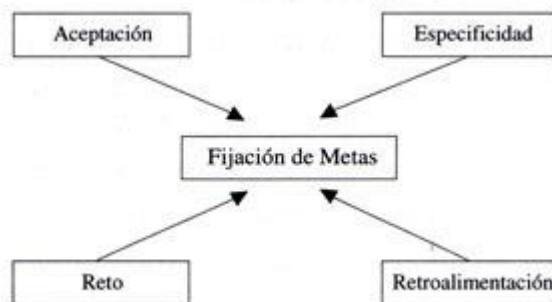 Aceptación
Especificidad
Fijación de Metas
Reto
Retroalimentación